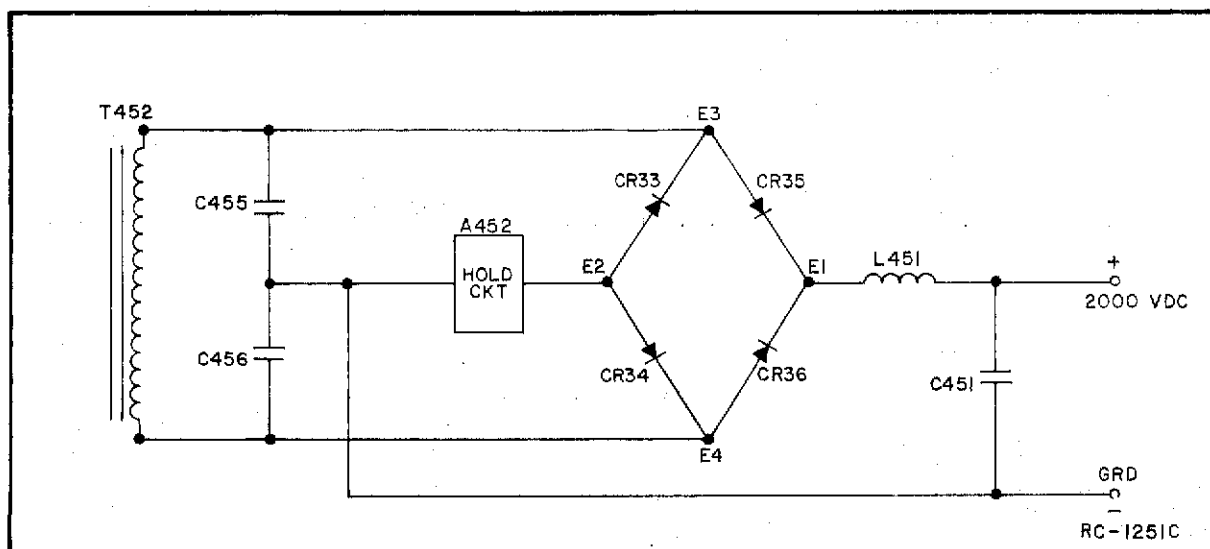 T452
E3
CR33
CR35
C455
A452
HOLD
CKT
E2
E1
L451
+
2000 VDC
C456
CR34
CR36
C451
E4
GRD
−
RC-1251C